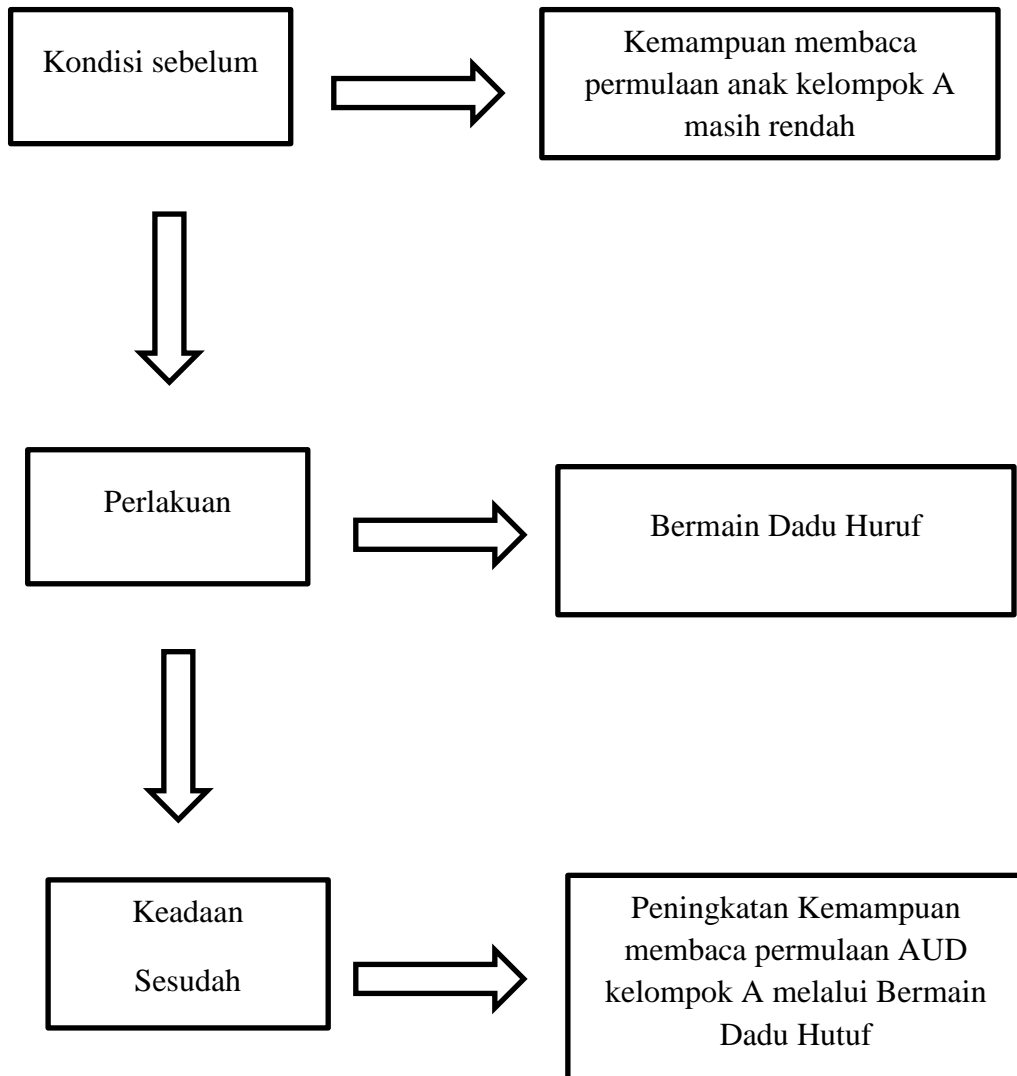 Kondisi sebelum
Kemampuan membaca
permulaan anak kelompok A
masih rendah
Perlakuan
Bermain Dadu Huruf
Keadaan
Sesudah
Peningkatan Kemampuan
membaca permulaan AUD
kelompok A melalui Bermain
Dadu Hutuf